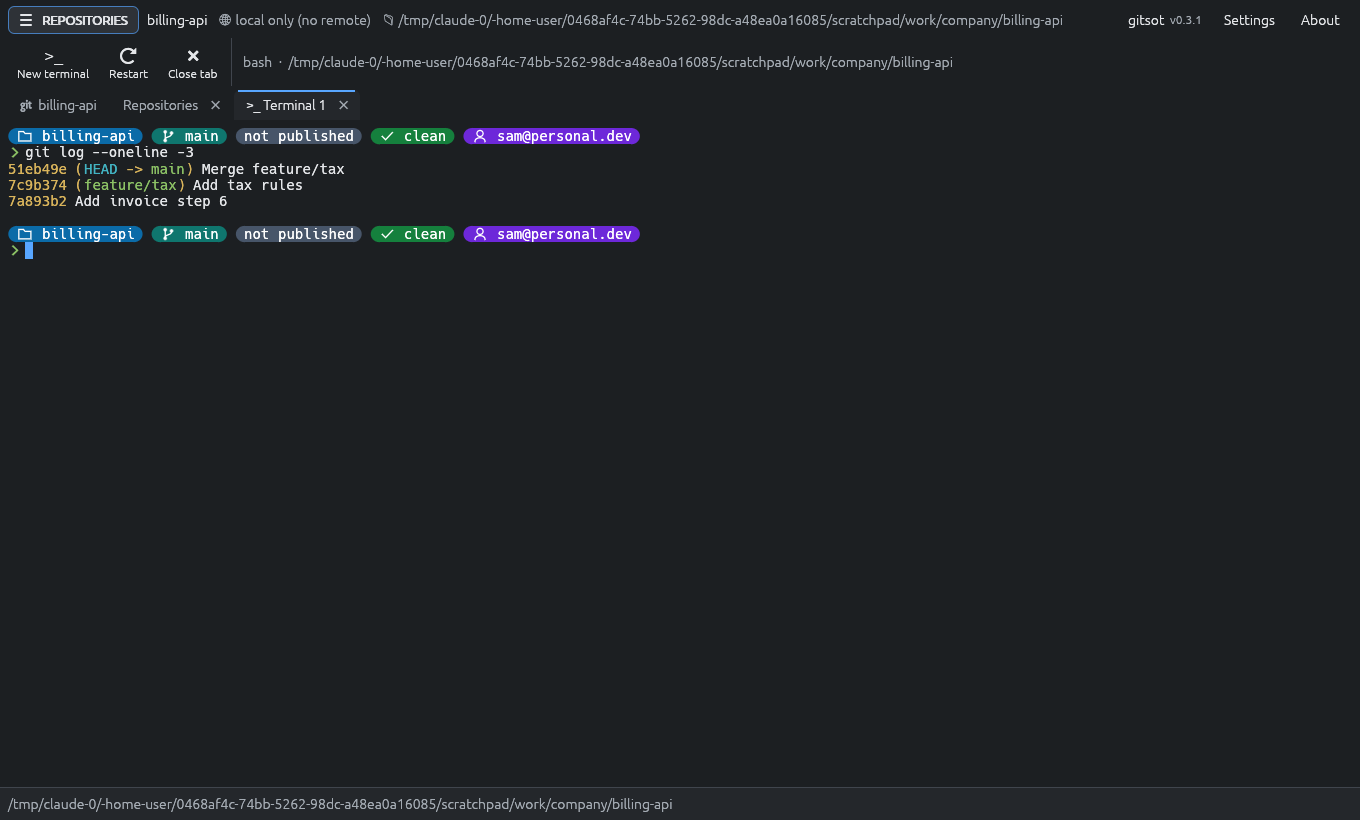 REPOSITORIES billing-api local only (no remote) /tmp/claude-0/-home-user/0468af4c-74bb-5262-98dc-a48ea0a16085/scratchpad/work/company/billing-api gitsot v0.3.1 Settings About
>_ New terminal Restart Close tab bash · /tmp/claude-0/-home-user/0468af4c-74bb-5262-98dc-a48ea0a16085/scratchpad/work/company/billing-api
git billing-api Repositories × >_ Terminal 1 ×
billing-api main not published ✓ clean sam@personal.dev
> git log --oneline -3
51eb49e (HEAD -> main) Merge feature/tax
7c9b374 (feature/tax) Add tax rules
7a893b2 Add invoice step 6
billing-api main not published ✓ clean sam@personal.dev
>
/tmp/claude-0/-home-user/0468af4c-74bb-5262-98dc-a48ea0a16085/scratchpad/work/company/billing-api